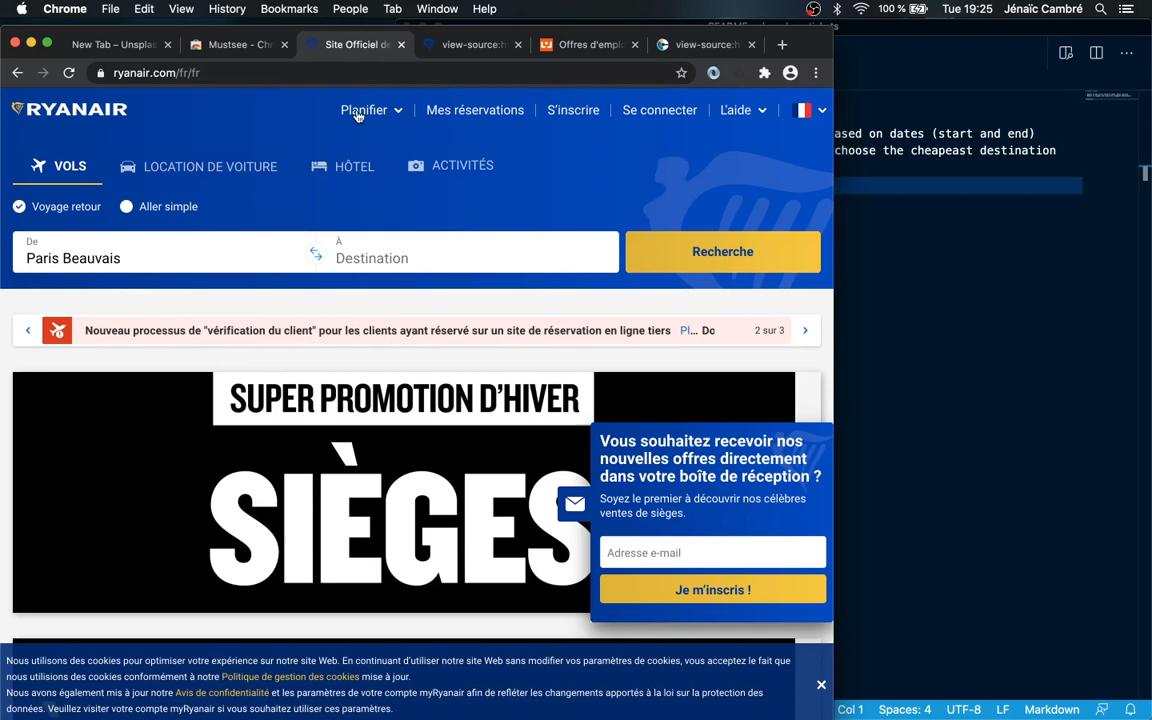 Chrome File Edit View History Bookmarks People Tab Window Help 100 % Tue 19:25 Jénaïc Cambré
New Tab – Unsplas Mustsee - Chr Site Officiel de view-source:h Offres d'emplo view-source:h
ryanair.com/fr/fr
RYANAIR Planifier Mes réservations S'inscrire Se connecter L'aide
ased on dates (start and end)
choose the cheapeast destination
VOLS LOCATION DE VOITURE HÔTEL ACTIVITÉS
Voyage retour Aller simple
De À
Paris Beauvais Destination Recherche
Nouveau processus de "vérification du client" pour les clients ayant réservé sur un site de réservation en ligne tiers Pl... Do 2 sur 3
SUPER PROMOTION D'HIVER
SIÈGES
Vous souhaitez recevoir nos
nouvelles offres directement
dans votre boîte de réception ?
Soyez le premier à découvrir nos célèbres
ventes de sièges.
Adresse e-mail
Je m'inscris !
Nous utilisons des cookies pour optimiser votre expérience sur notre site Web. En continuant d'utiliser notre site Web sans modifier vos paramètres de cookies, vous acceptez le fait que
nous utilisions des cookies conformément à notre Politique de gestion des cookies mise à jour.
Nous avons également mis à jour notre Avis de confidentialité et les paramètres de votre compte myRyanair afin de refléter les changements apportés à la loi sur la protection des
données. Veuillez visiter votre compte myRyanair si vous souhaitez utiliser ces paramètres.
Col 1 Spaces: 4 UTF-8 LF Markdown